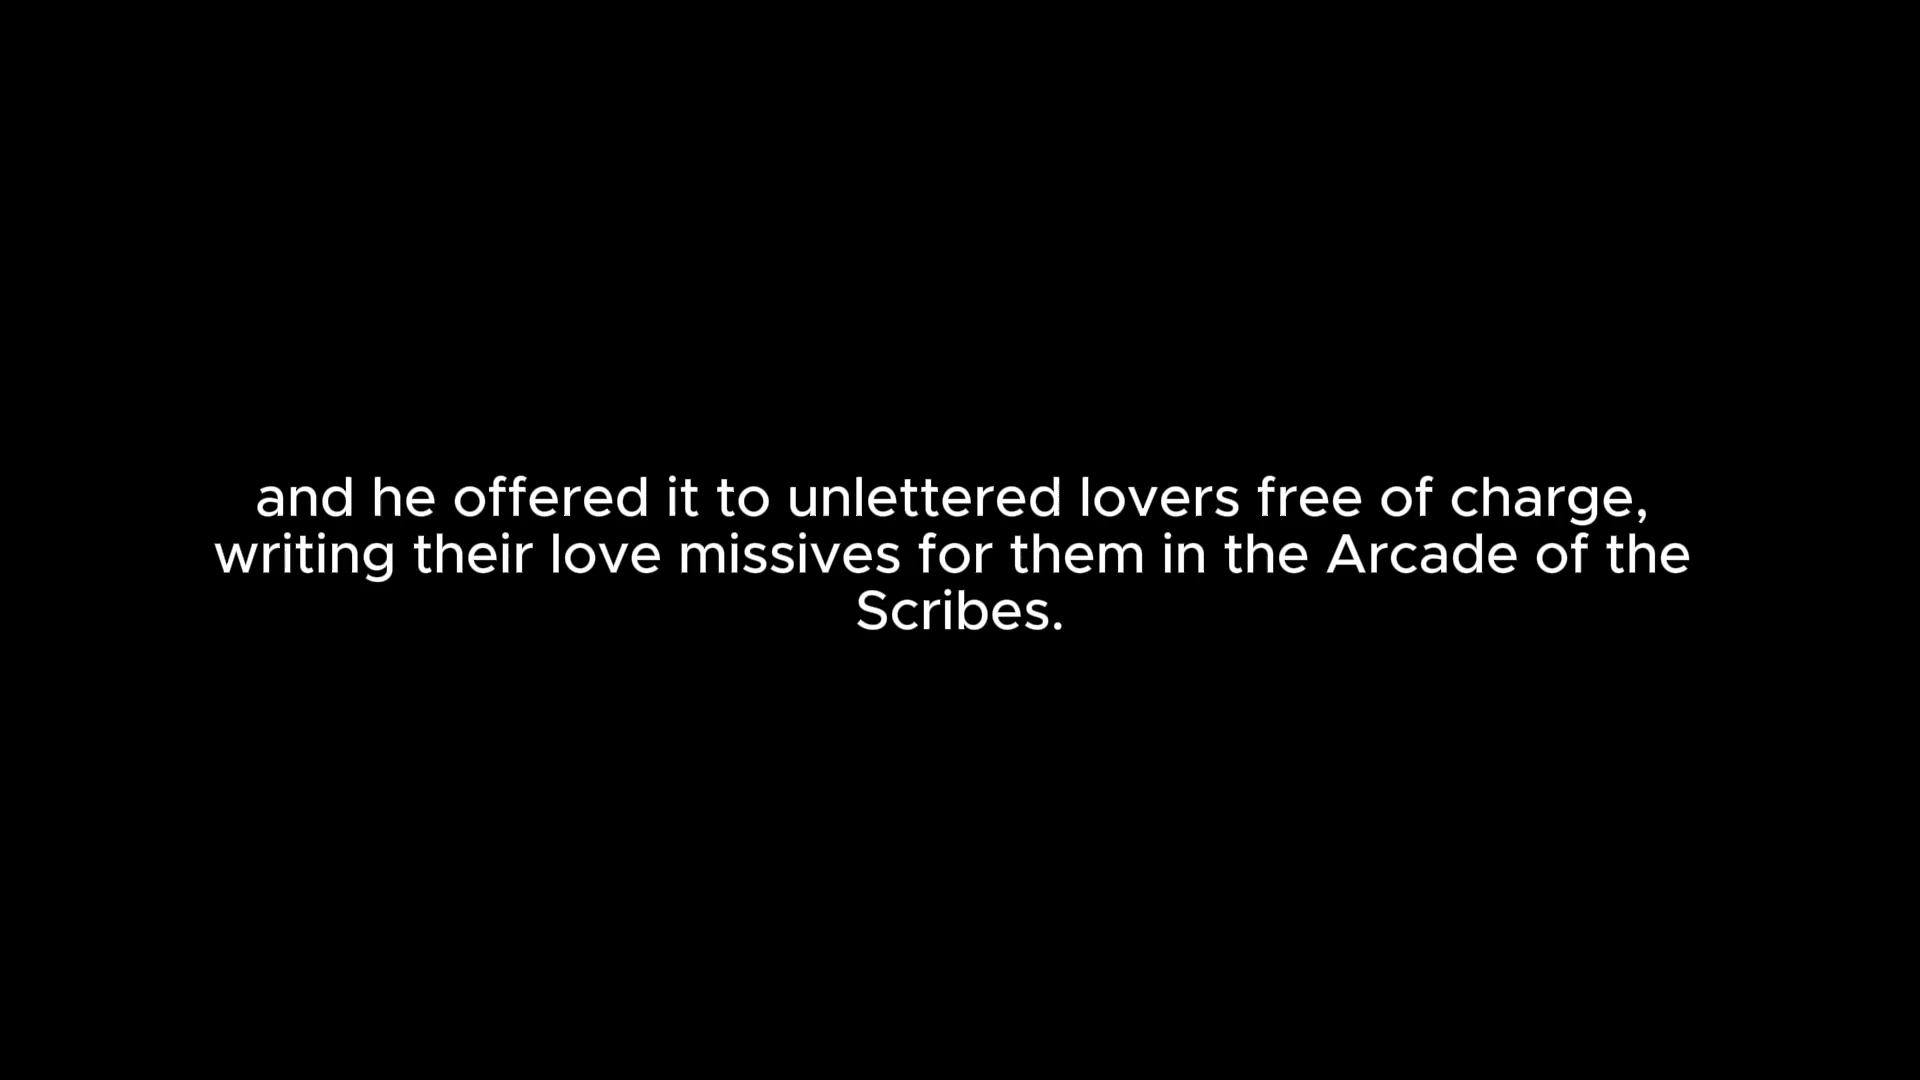 and he offered it to unlettered lovers free of charge,
writing their love missives for them in the Arcade of the
Scribes.